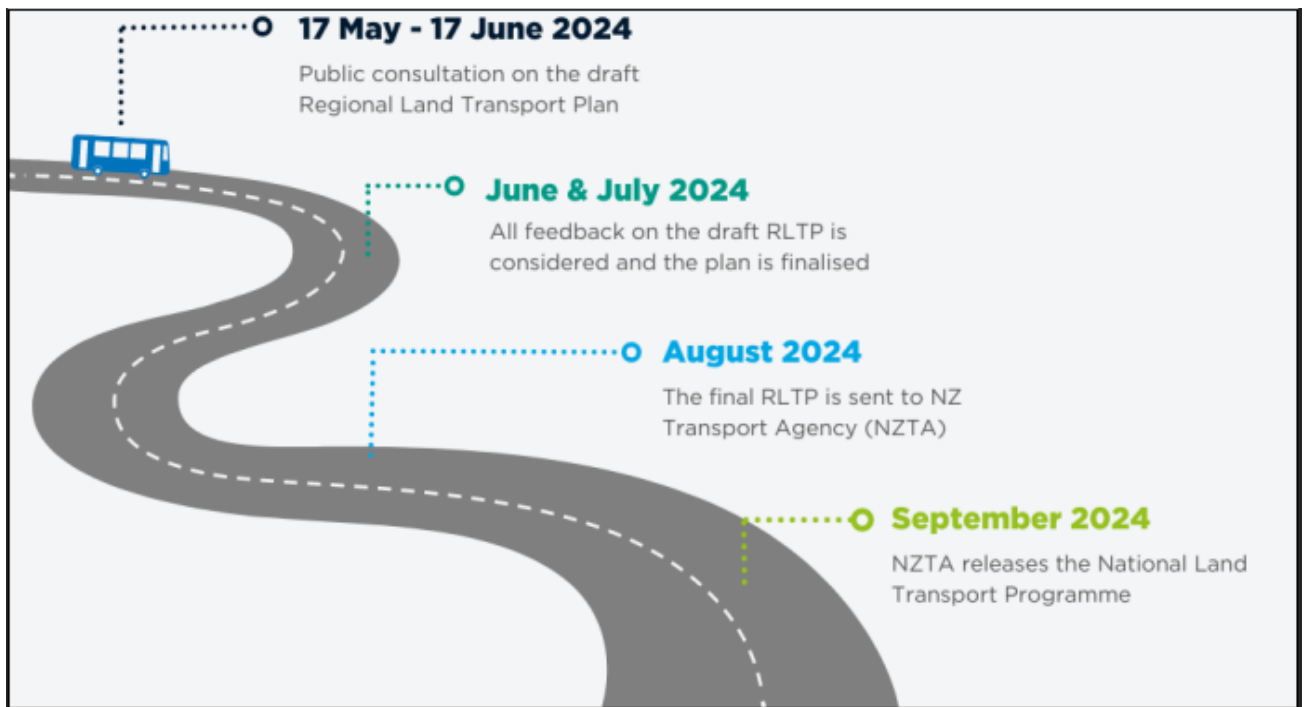 17 May - 17 June 2024
Public consultation on the draft
Regional Land Transport Plan
June & July 2024
All feedback on the draft RLTP is
considered and the plan is finalised
August 2024
The final RLTP is sent to NZ
Transport Agency (NZTA)
September 2024
NZTA releases the National Land
Transport Programme